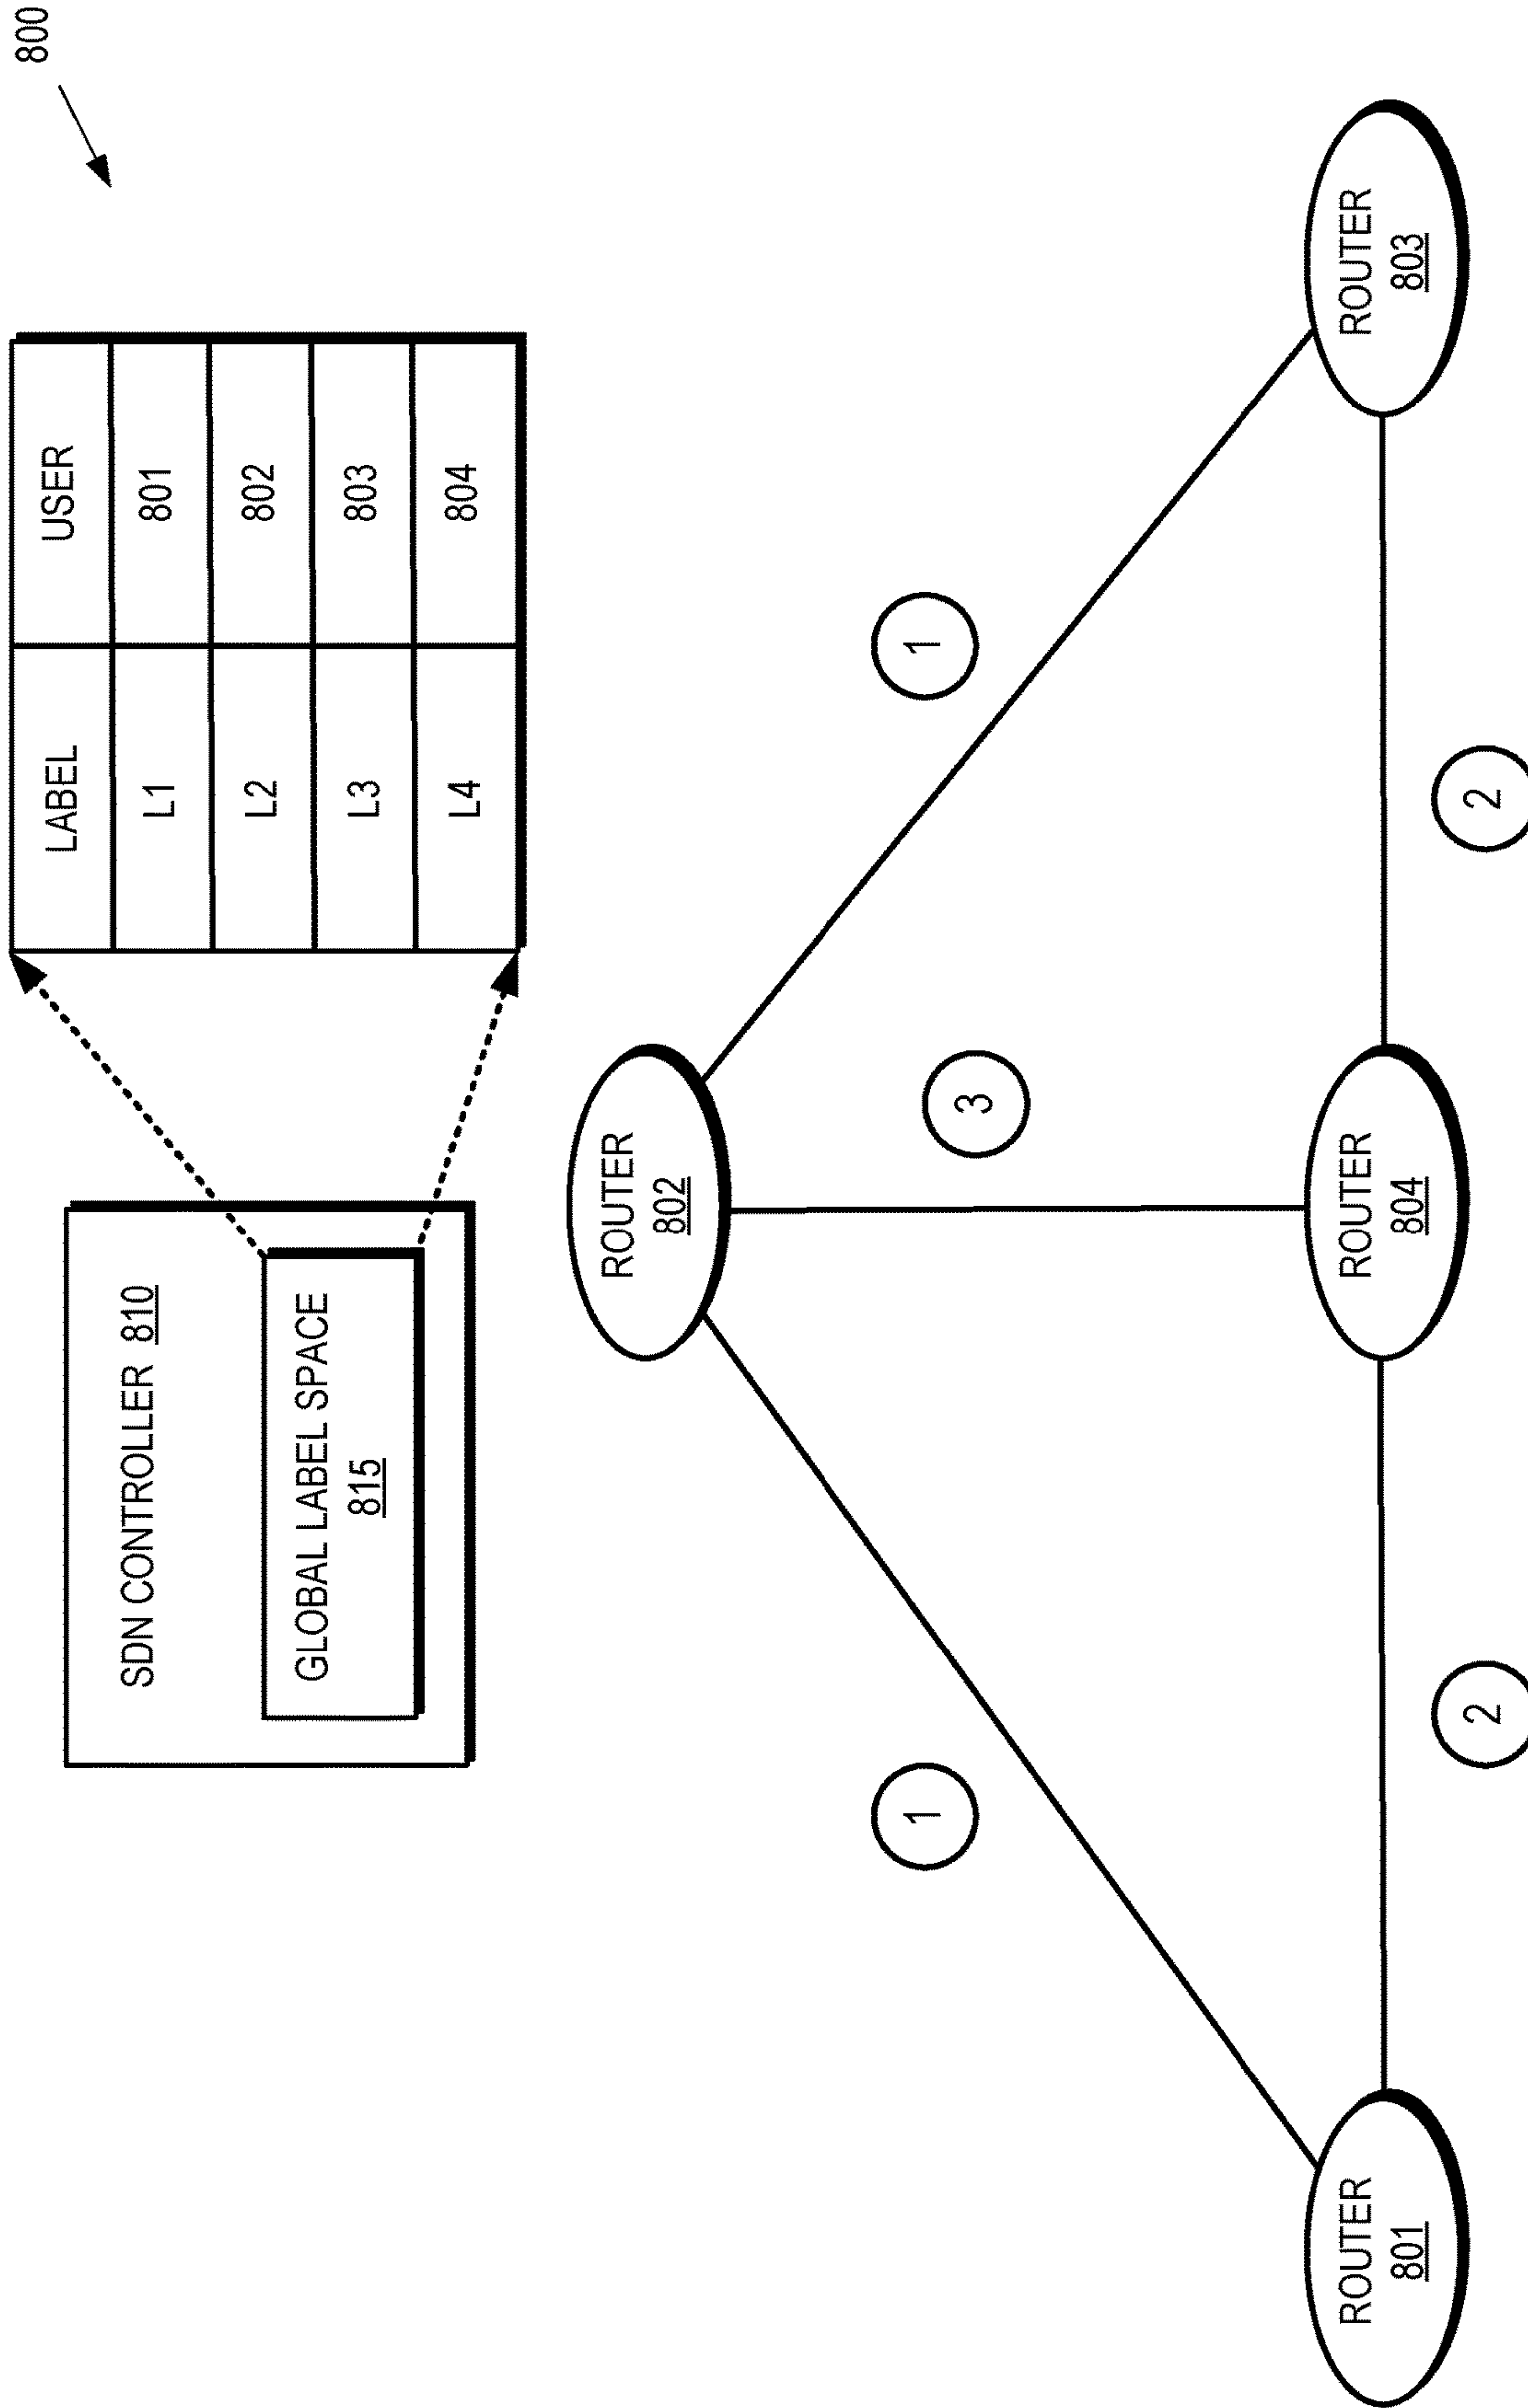 800
SDN CONTROLLER 810
GLOBAL LABEL SPACE
815
LABEL USER
L1 801
L2 802
L3 803
L4 804
ROUTER
802
1
3
1
ROUTER
801
ROUTER
804
ROUTER
803
2
2